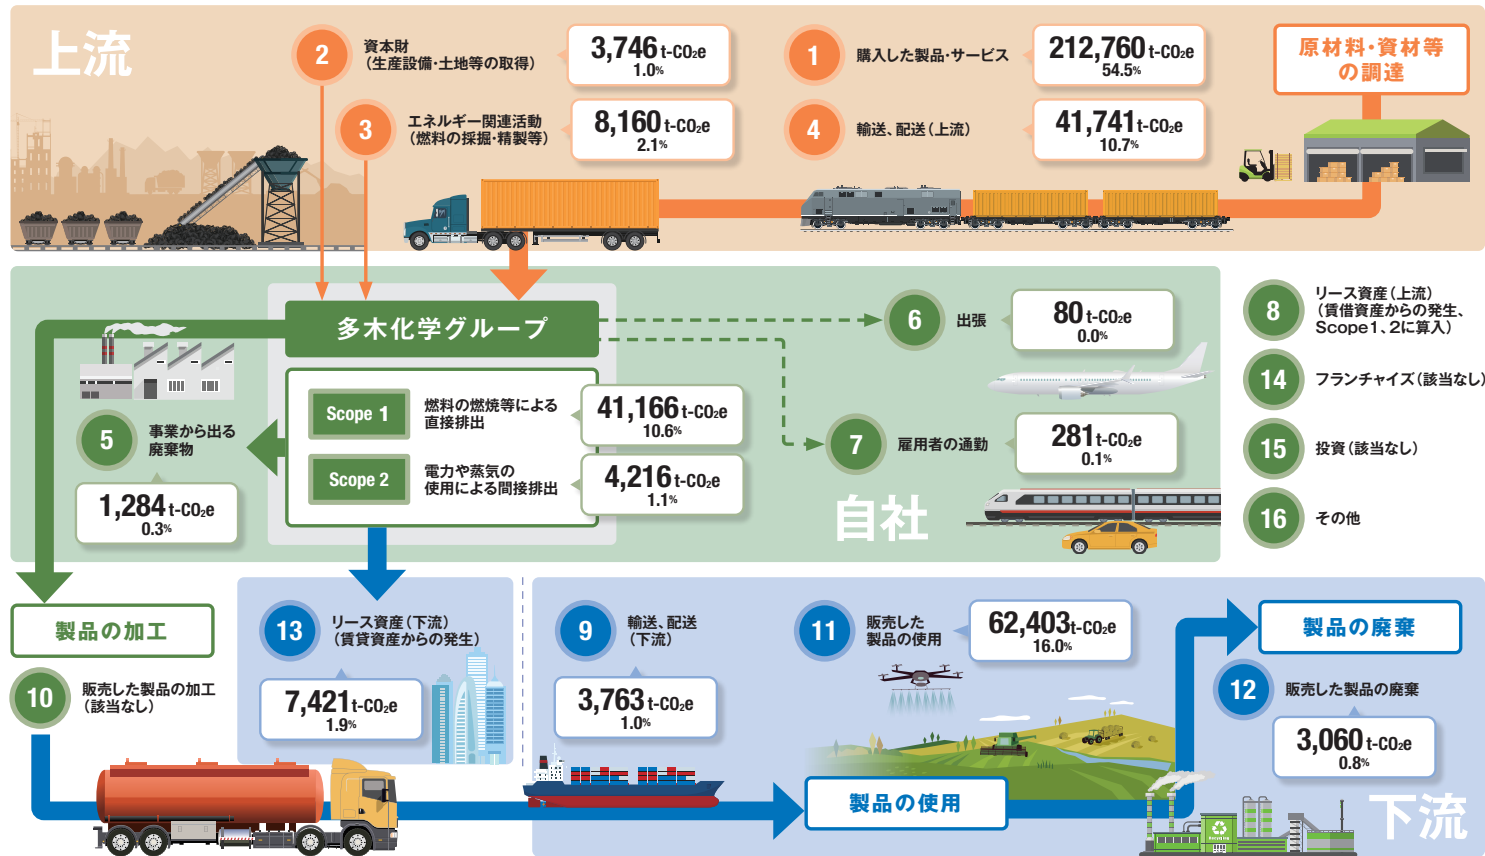 上流
2
資本財
(生産設備・土地等の取得)
3,746 t-CO₂e
1.0%
1
購入した製品・サービス
212,760 t-CO₂e
54.5%
原材料・資材等
の調達
3
エネルギー関連活動
(燃料の採掘・精製等)
8,160 t-CO₂e
2.1%
4
輸送、配送(上流)
41,741 t-CO₂e
10.7%
多木化学グループ
Scope 1
燃料の燃焼等による
直接排出
41,166 t-CO₂e
10.6%
Scope 2
電力や蒸気の
使用による間接排出
4,216 t-CO₂e
1.1%
5
事業から出る
廃棄物
1,284 t-CO₂e
0.3%
6
出張
80 t-CO₂e
0.0%
7
雇用者の通勤
281 t-CO₂e
0.1%
自社
8
リース資産(上流)
(賃借資産からの発生、
Scope1、2に算入)
14
フランチャイズ(該当なし)
15
投資(該当なし)
16
その他
製品の加工
10
販売した製品の加工
(該当なし)
13
リース資産(下流)
(賃貸資産からの発生)
7,421 t-CO₂e
1.9%
9
輸送、配送
(下流)
3,763 t-CO₂e
1.0%
11
販売した
製品の使用
62,403 t-CO₂e
16.0%
製品の使用
製品の廃棄
12
販売した製品の廃棄
3,060 t-CO₂e
0.8%
下流